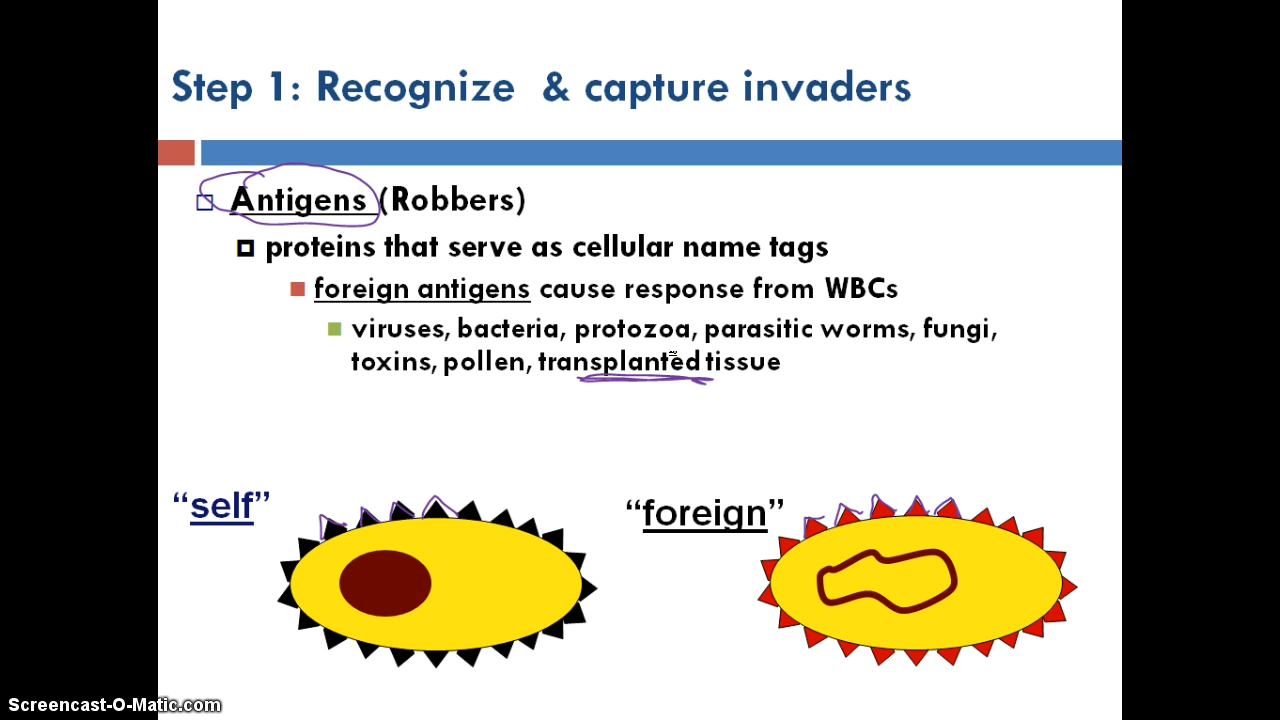 Step 1: Recognize & capture invaders
Antigens (Robbers)
proteins that serve as cellular name tags
foreign antigens cause response from WBCs
viruses, bacteria, protozoa, parasitic worms, fungi,
toxins, pollen, transplanted tissue
“self”
“foreign”
Screencast-O-Matic.com